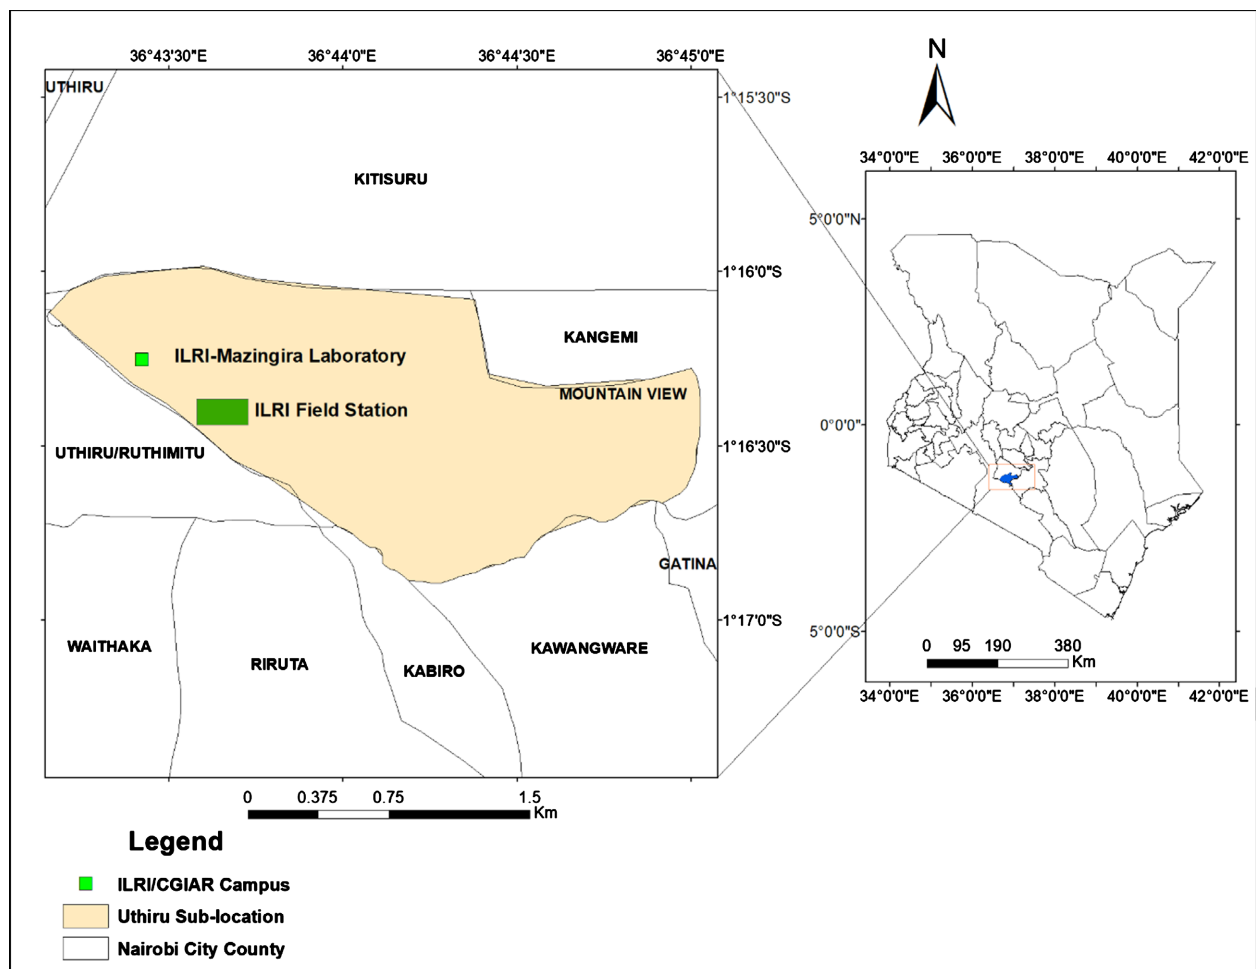 36°43'30"E 36°44'0"E 36°44'30"E 36°45'0"E
N
UTHIRU
1°15'30"S
34°0'0"E 36°0'0"E 38°0'0"E 40°0'0"E 42°0'0"E
KITISURU
5°0'0"N
1°16'0"S
KANGEMI
ILRI-Mazingira Laboratory
MOUNTAIN VIEW
ILRI Field Station
0°0'0"
1°16'30"S
UTHIRU/RUTHIMITU
GATINA
1°17'0"S
5°0'0"S
WAITHAKA
RIRUTA
KABIRO
KAWANGWARE
0 95 190 380
Km
34°0'0"E 36°0'0"E 38°0'0"E 40°0'0"E 42°0'0"E
0 0.375 0.75 1.5
Km
Legend
ILRI/CGIAR Campus
Uthiru Sub-location
Nairobi City County